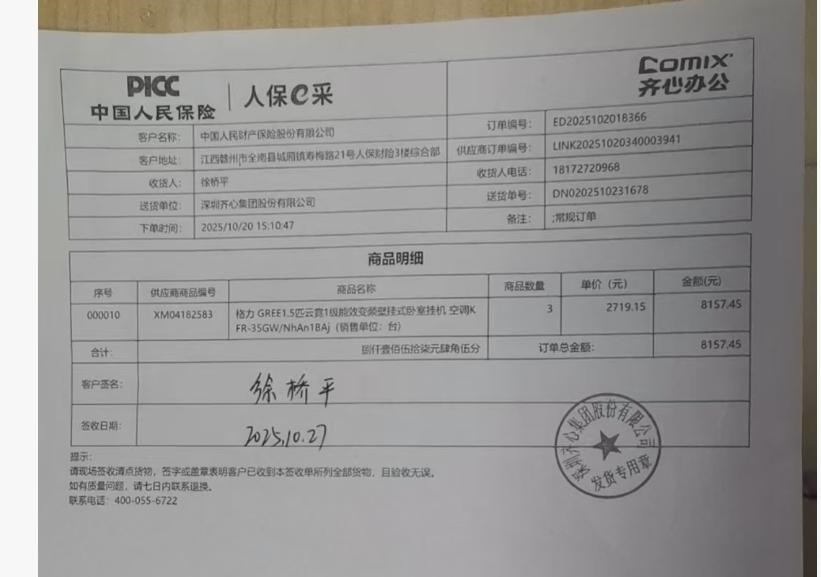 PICC
中国人民保险
人保e采
COMIX
齐心办公
客户名称: 中国人民财产保险股份有限公司
订单编号: ED2025102018366
客户地址: 江西赣州市全南县城厢镇寿梅路21号人保财险3楼综合部
供应商订单编号: LINK20251020340003941
收货人: 徐桥平
收货人电话: 18172720968
送货单位: 深圳齐心集团股份有限公司
送货单号: DN0202510231678
下单时间: 2025/10/20 15:10:47
备注: ;常规订单
商品明细
序号 供应商商品编号 商品名称 商品数量 单价（元） 金额(元)
000010 XM04182583 格力 GREE1.5匹云霓1级能效变频壁挂式卧室挂机 空调K 3 2719.15 8157.45
FR-35GW/NhAn1BAj（销售单位：台）
合计: 捌仟壹佰伍拾柒元肆角伍分 订单总金额: 8157.45
客户签名: 徐桥平
签收日期: 2025.10.27
深圳齐心集团股份有限公司
发货专用章
提示:
请现场签收清点货物，签字或盖章表明客户已收到本签收单所列全部货物，且验收无误。
如有质量问题，请七日内联系退换。
联系电话：400-055-6722